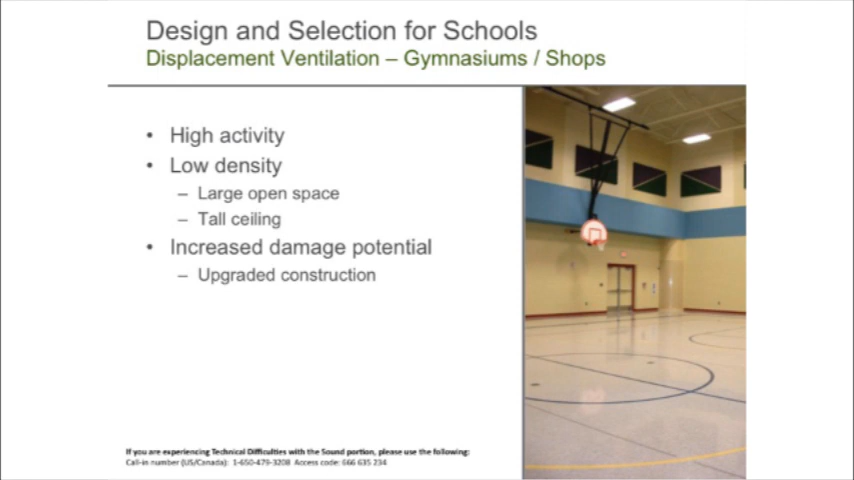 Design and Selection for Schools
Displacement Ventilation – Gymnasiums / Shops
• High activity
• Low density
– Large open space
– Tall ceiling
• Increased damage potential
– Upgraded construction
If you are experiencing Technical Difficulties with the Sound portion, please use the following:
Call-in number (US/Canada): 1-650-479-3208 Access code: 666 635 234